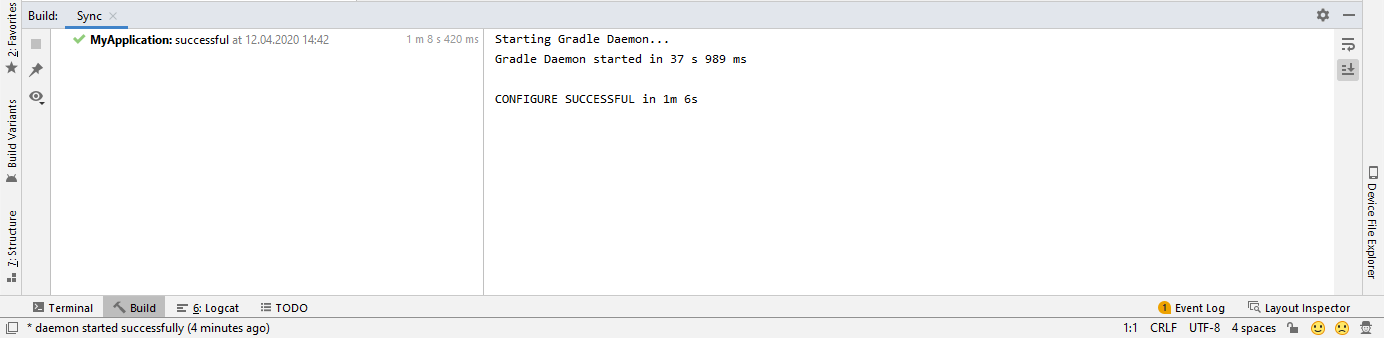 Build: Sync
MyApplication: successful at 12.04.2020 14:42 1 m 8 s 420 ms
Starting Gradle Daemon...
Gradle Daemon started in 37 s 989 ms
CONFIGURE SUCCESSFUL in 1m 6s
2: Favorites
Build Variants
7: Structure
Device File Explorer
Terminal Build 6: Logcat TODO 1 Event Log Layout Inspector
* daemon started successfully (4 minutes ago) 1:1 CRLF UTF-8 4 spaces